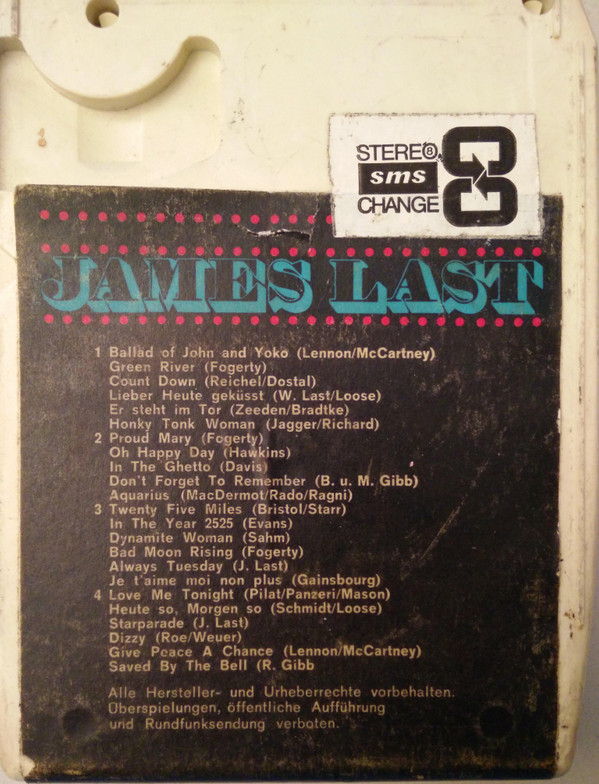 STEREO 8
sms
CHANGE
JAMES LAST
1 Ballad of John and Yoko (Lennon/McCartney)
Green River (Fogerty)
Count Down (Reichel/Dostal)
Lieber Heute geküsst (W. Last/Loose)
Er steht im Tor (Zeeden/Bradtke)
Honky Tonk Woman (Jagger/Richard)
2 Proud Mary (Fogerty)
Oh Happy Day (Hawkins)
In The Ghetto (Davis)
Don't Forget To Remember (B. u. M. Gibb)
Aquarius (MacDermot/Rado/Ragni)
3 Twenty Five Miles (Bristol/Starr)
In The Year 2525 (Evans)
Dynamite Woman (Sahm)
Bad Moon Rising (Fogerty)
Always Tuesday (J. Last)
Je t'aime moi non plus (Gainsbourg)
4 Love Me Tonight (Pilat/Panzeri/Mason)
Heute so, Morgen so (Schmidt/Loose)
Starparade (J. Last)
Dizzy (Roe/Weuer)
Give Peace A Chance (Lennon/McCartney)
Saved By The Bell (R. Gibb
Alle Hersteller- und Urheberrechte vorbehalten.
Überspielungen, öffentliche Aufführung
und Rundfunksendung verboten.